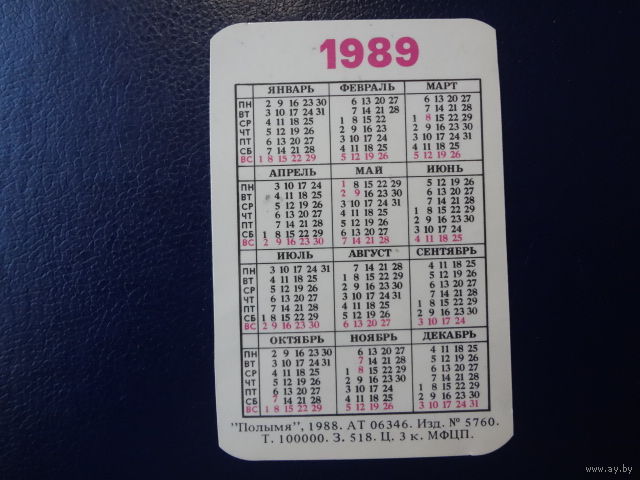 1989
ЯНВАРЬ ФЕВРАЛЬ МАРТ
ПН 2 9 16 23 30 6 13 20 27 6 13 20 27
ВТ 3 10 17 24 31 7 14 21 28 7 14 21 28
СР 4 11 18 25 1 8 15 22 1 8 15 22 29
ЧТ 5 12 19 26 2 9 16 23 2 9 16 23 30
ПТ 6 13 20 27 3 10 17 24 3 10 17 24 31
СБ 7 14 21 28 4 11 18 25 4 11 18 25
ВС 1 8 15 22 29 5 12 19 26 5 12 19 26
АПРЕЛЬ МАЙ ИЮНЬ
ПН 3 10 17 24 1 8 15 22 29 5 12 19 26
ВТ 4 11 18 25 2 9 16 23 30 6 13 20 27
СР 5 12 19 26 3 10 17 24 31 7 14 21 28
ЧТ 6 13 20 27 4 11 18 25 1 8 15 22 29
ПТ 7 14 21 28 5 12 19 26 2 9 16 23 30
СБ 1 8 15 22 29 6 13 20 27 3 10 17 24
ВС 2 9 16 23 30 7 14 21 28 4 11 18 25
ИЮЛЬ АВГУСТ СЕНТЯБРЬ
ПН 3 10 17 24 31 7 14 21 28 4 11 18 25
ВТ 4 11 18 25 1 8 15 22 29 5 12 19 26
СР 5 12 19 26 2 9 16 23 30 6 13 20 27
ЧТ 6 13 20 27 3 10 17 24 31 7 14 21 28
ПТ 7 14 21 28 4 11 18 25 1 8 15 22 29
СБ 1 8 15 22 29 5 12 19 26 2 9 16 23 30
ВС 2 9 16 23 30 6 13 20 27 3 10 17 24
ОКТЯБРЬ НОЯБРЬ ДЕКАБРЬ
ПН 2 9 16 23 30 6 13 20 27 4 11 18 25
ВТ 3 10 17 24 31 7 14 21 28 5 12 19 26
СР 4 11 18 25 1 8 15 22 29 6 13 20 27
ЧТ 5 12 19 26 2 9 16 23 30 7 14 21 28
ПТ 6 13 20 27 3 10 17 24 1 8 15 22 29
СБ 7 14 21 28 4 11 18 25 2 9 16 23 30
ВС 1 8 15 22 29 5 12 19 26 3 10 17 24 31
"Полымя", 1988. АТ 06346. Изд. № 5760.
Т. 100000. З. 518. Ц. 3 к. МФЦП.
www.ay.by